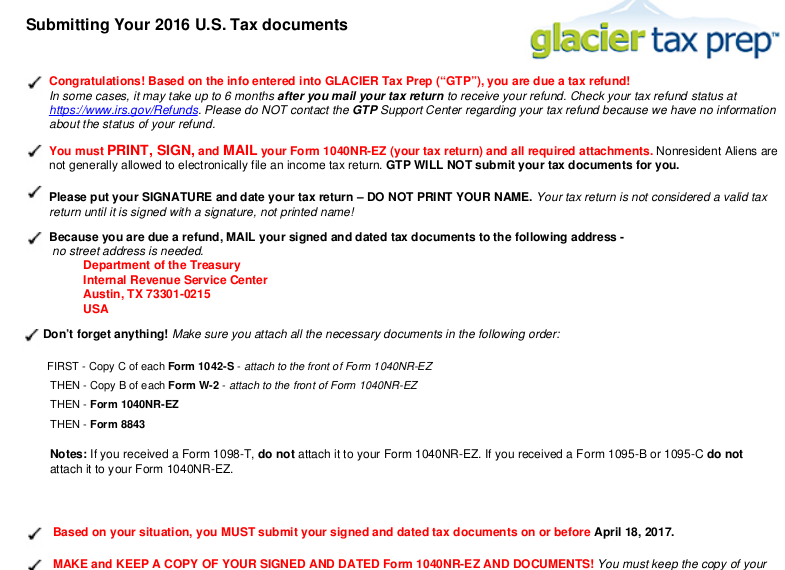 Submitting Your 2016 U.S. Tax documents
glacier tax prep™
Congratulations! Based on the info entered into GLACIER Tax Prep (“GTP”), you are due a tax refund!
In some cases, it may take up to 6 months after you mail your tax return to receive your refund. Check your tax refund status at
https://www.irs.gov/Refunds. Please do NOT contact the GTP Support Center regarding your tax refund because we have no information
about the status of your refund.
You must PRINT, SIGN, and MAIL your Form 1040NR-EZ (your tax return) and all required attachments. Nonresident Aliens are
not generally allowed to electronically file an income tax return. GTP WILL NOT submit your tax documents for you.
Please put your SIGNATURE and date your tax return – DO NOT PRINT YOUR NAME. Your tax return is not considered a valid tax
return until it is signed with a signature, not printed name!
Because you are due a refund, MAIL your signed and dated tax documents to the following address -
no street address is needed.
Department of the Treasury
Internal Revenue Service Center
Austin, TX 73301-0215
USA
Don’t forget anything! Make sure you attach all the necessary documents in the following order:
FIRST - Copy C of each Form 1042-S - attach to the front of Form 1040NR-EZ
THEN - Copy B of each Form W-2 - attach to the front of Form 1040NR-EZ
THEN - Form 1040NR-EZ
THEN - Form 8843
Notes: If you received a Form 1098-T, do not attach it to your Form 1040NR-EZ. If you received a Form 1095-B or 1095-C do not
attach it to your Form 1040NR-EZ.
Based on your situation, you MUST submit your signed and dated tax documents on or before April 18, 2017.
MAKE and KEEP A COPY OF YOUR SIGNED AND DATED Form 1040NR-EZ AND DOCUMENTS! You must keep the copy of your